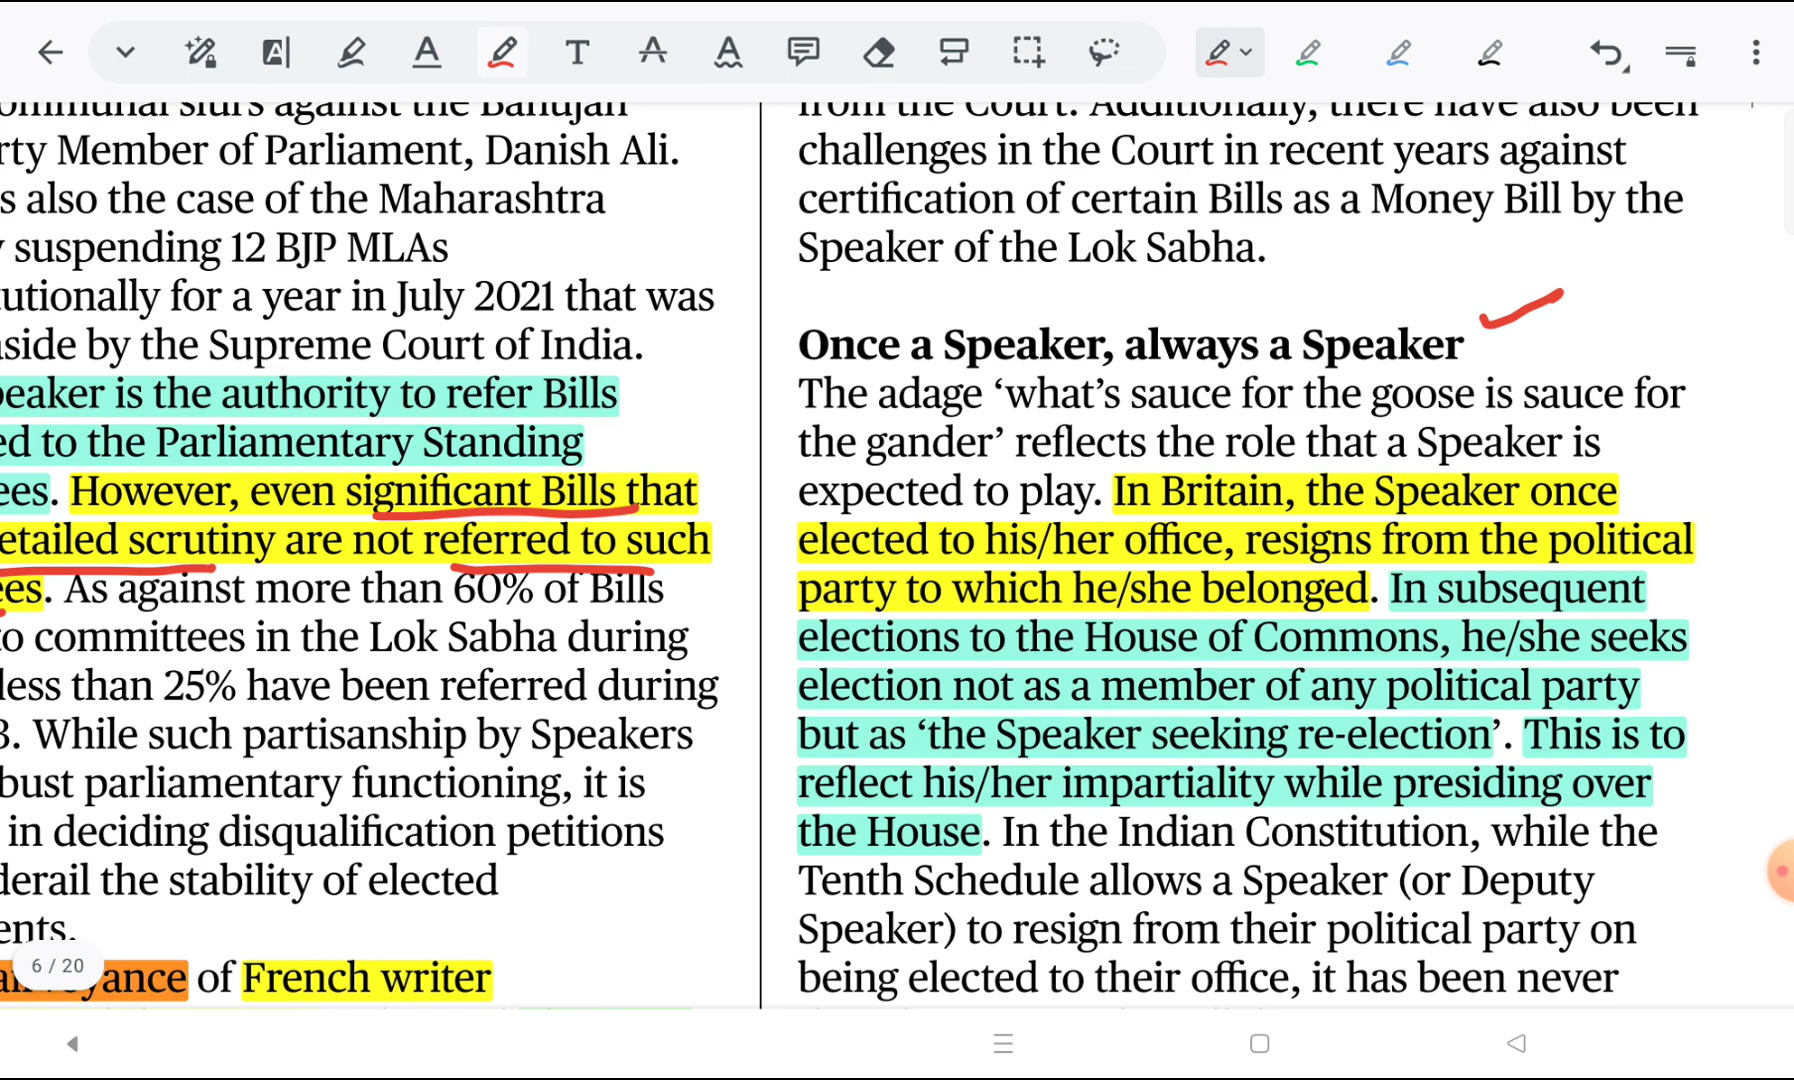 rty Member of Parliament, Danish Ali.
s also the case of the Maharashtra
suspending 12 BJP MLAs
utionally for a year in July 2021 that was
aside by the Supreme Court of India.
peaker is the authority to refer Bills
ed to the Parliamentary Standing
ees. However, even significant Bills that
etailed scrutiny are not referred to such
ees. As against more than 60% of Bills
to committees in the Lok Sabha during
less than 25% have been referred during
3. While such partisanship by Speakers
bust parliamentary functioning, it is
in deciding disqualification petitions
derail the stability of elected
ents.
yance of French writer
6 / 20
from the Court. Additionally, there have also been
challenges in the Court in recent years against
certification of certain Bills as a Money Bill by the
Speaker of the Lok Sabha.
Once a Speaker, always a Speaker
The adage ‘what’s sauce for the goose is sauce for
the gander’ reflects the role that a Speaker is
expected to play. In Britain, the Speaker once
elected to his/her office, resigns from the political
party to which he/she belonged. In subsequent
elections to the House of Commons, he/she seeks
election not as a member of any political party
but as ‘the Speaker seeking re-election’. This is to
reflect his/her impartiality while presiding over
the House. In the Indian Constitution, while the
Tenth Schedule allows a Speaker (or Deputy
Speaker) to resign from their political party on
being elected to their office, it has been never